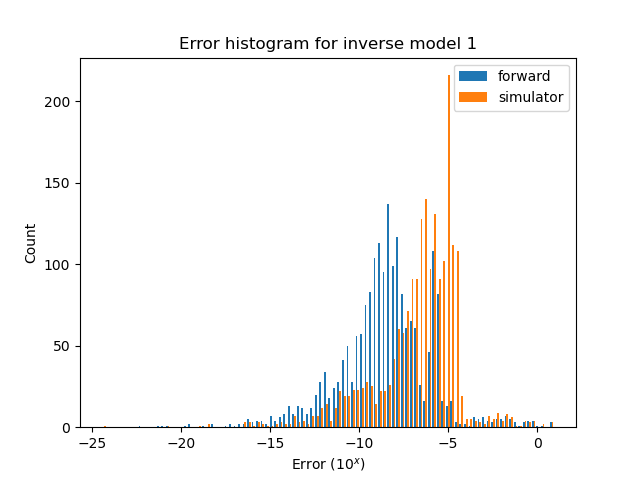 Error histogram for inverse model 1
forward
simulator
200
150
100
50
0
Count
−25 −20 −15 −10 −5 0
Error (10^x)